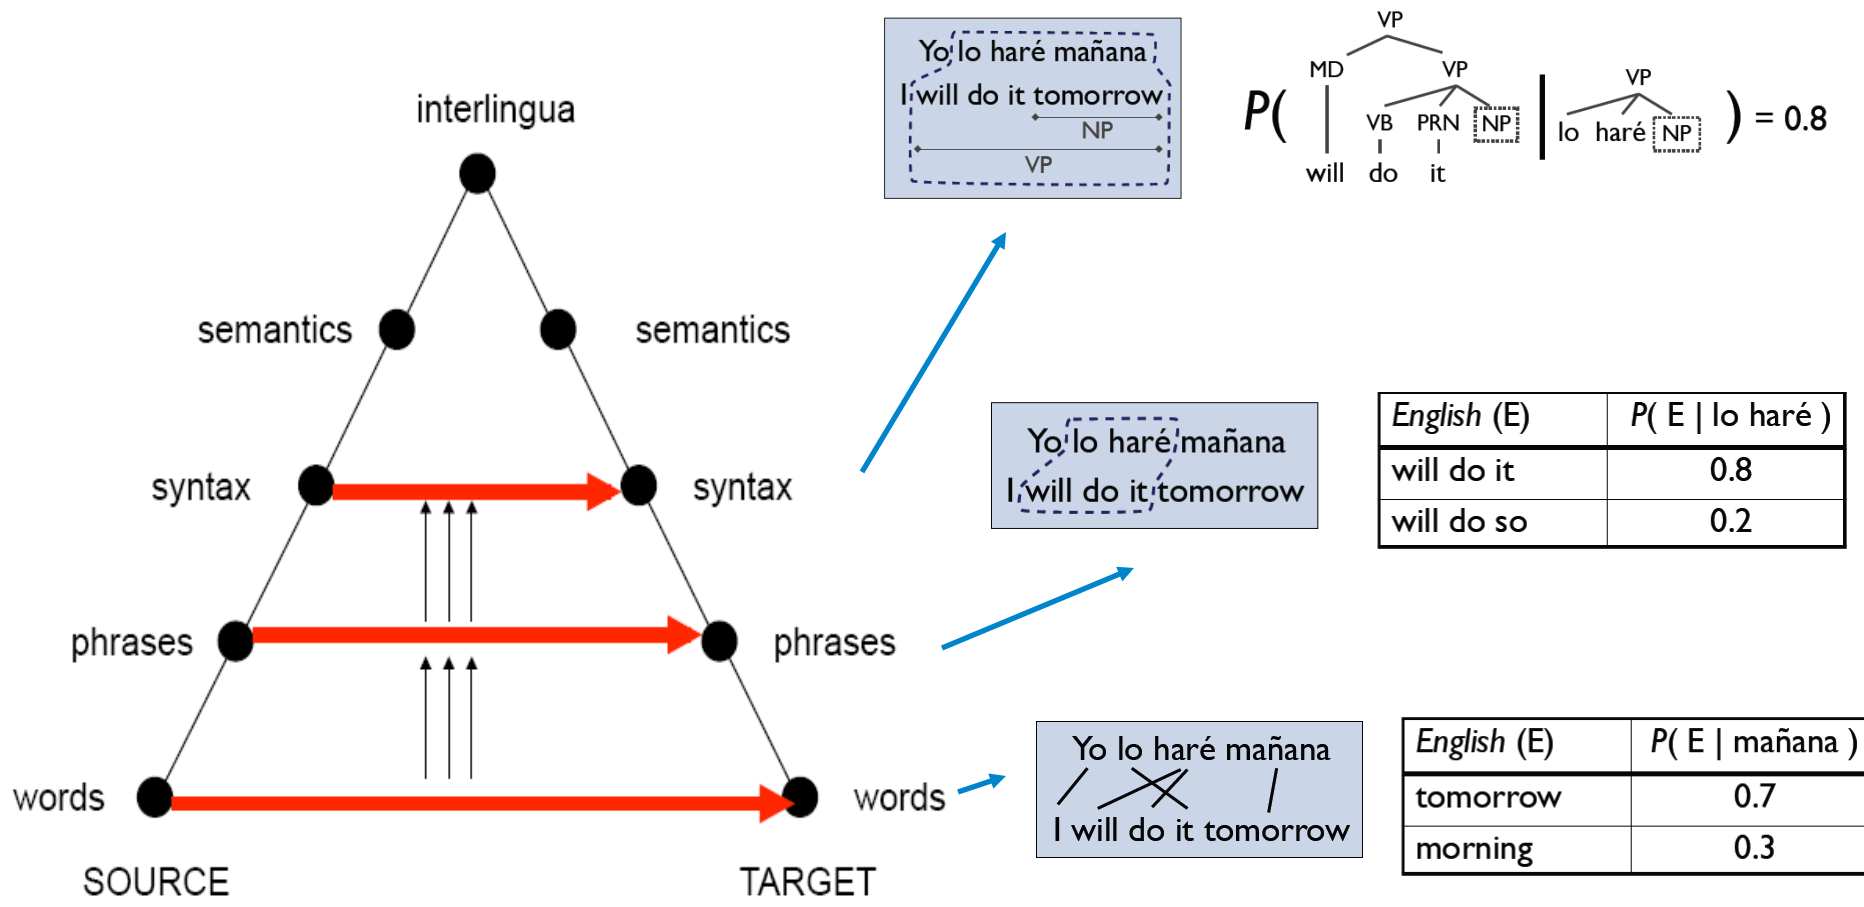 interlingua
semantics semantics
syntax syntax
phrases phrases
words words
SOURCE TARGET
Yo lo haré mañana
I will do it tomorrow
NP
VP
VP
MD VP
VP
P( VB PRN NP | lo haré NP ) = 0.8
will do it
Yo lo haré mañana
I will do it tomorrow
English (E) P( E | lo haré )
will do it 0.8
will do so 0.2
Yo lo haré mañana
I will do it tomorrow
English (E) P( E | mañana )
tomorrow 0.7
morning 0.3